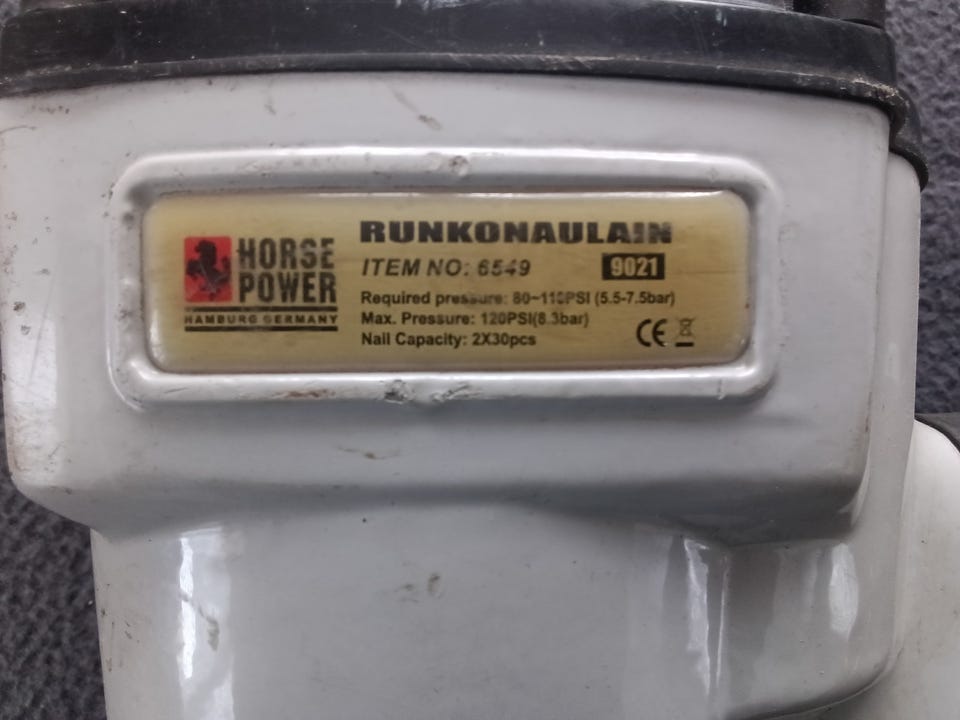 HORSE
POWER
HAMBURG GERMANY
RUNKONAULAIN
ITEM NO: 6549
9021
Required pressure: 80~110PSI (5.5-7.5bar)
Max. Pressure: 120PSI(8.3bar)
Nail Capacity: 2X30pcs
CE